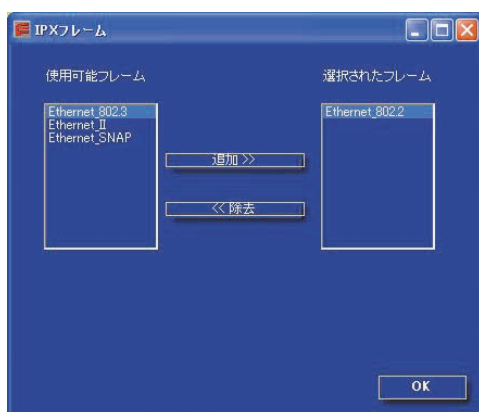 IPXフレーム
使用可能フレーム
選択されたフレーム
Ethernet_802.3
Ethernet_II
Ethernet_SNAP
Ethernet_802.2
追加 >>
<< 除去
OK